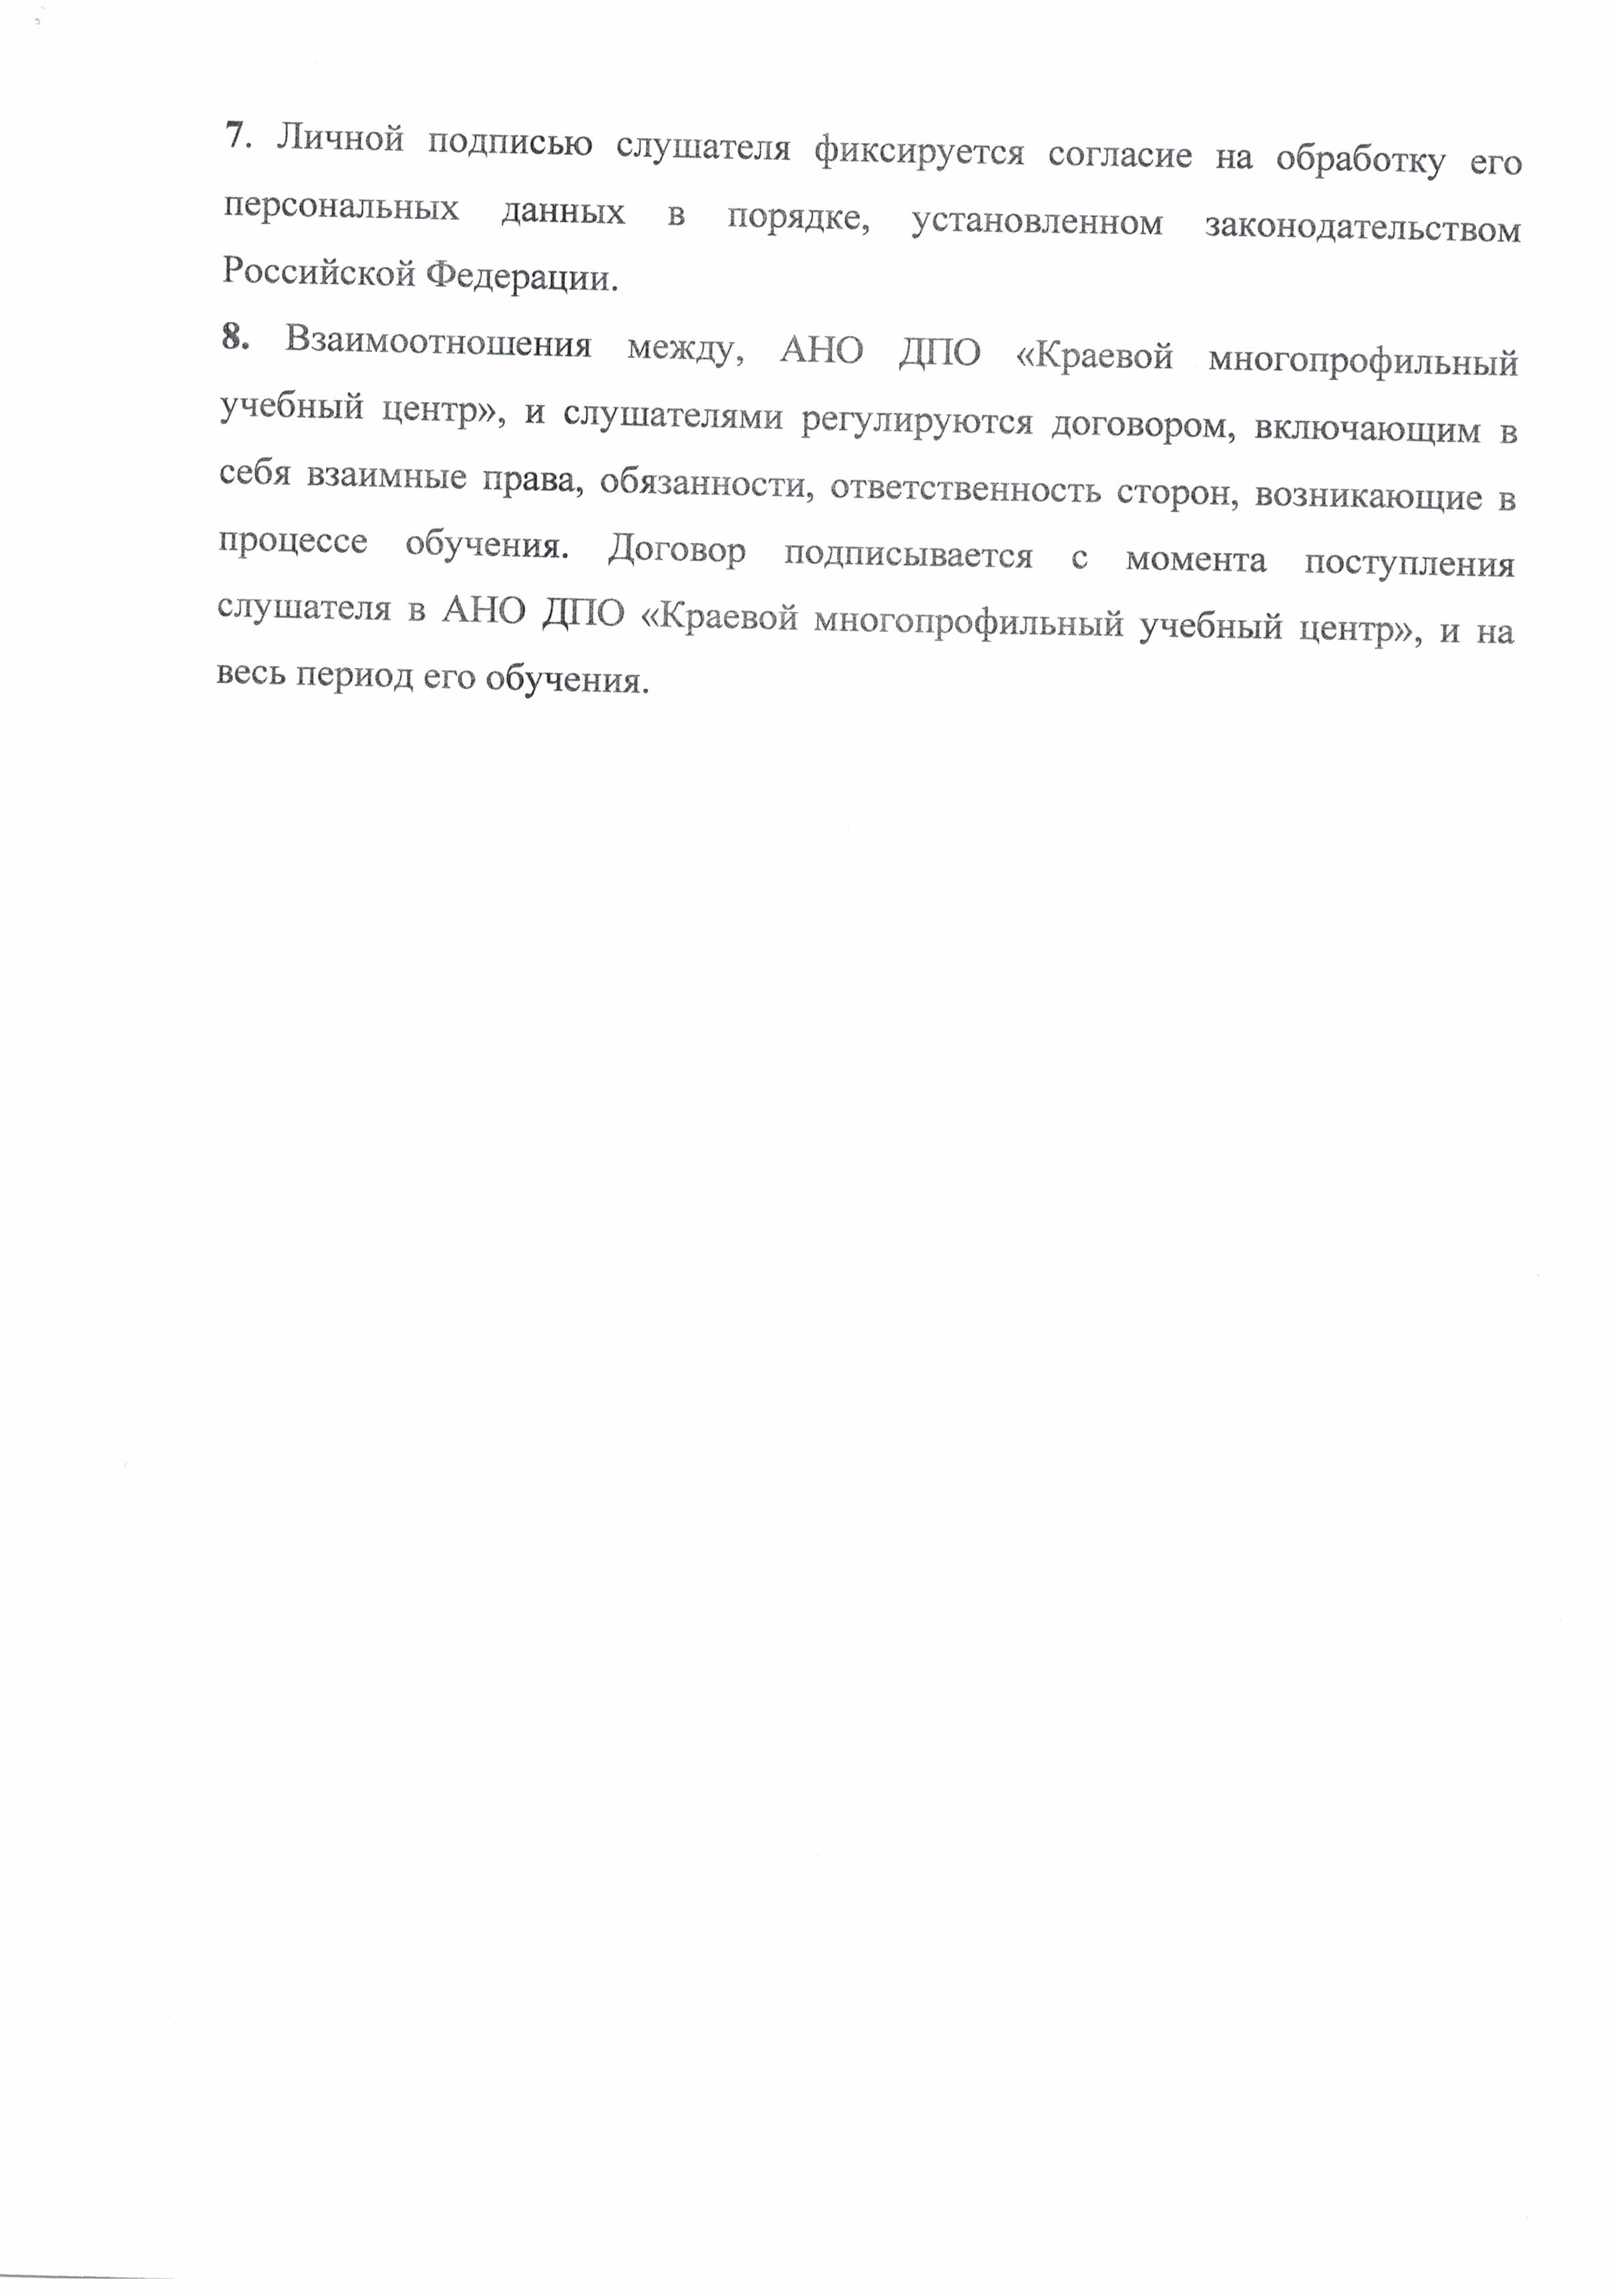 7. Личной подписью слушателя фиксируется согласие на обработку его
персональных данных в порядке, установленном законодательством
Российской Федерации.
8. Взаимоотношения между, АНО ДПО «Краевой многопрофильный
учебный центр», и слушателями регулируются договором, включающим в
себя взаимные права, обязанности, ответственность сторон, возникающие в
процессе обучения. Договор подписывается с момента поступления
слушателя в АНО ДПО «Краевой многопрофильный учебный центр», и на
весь период его обучения.